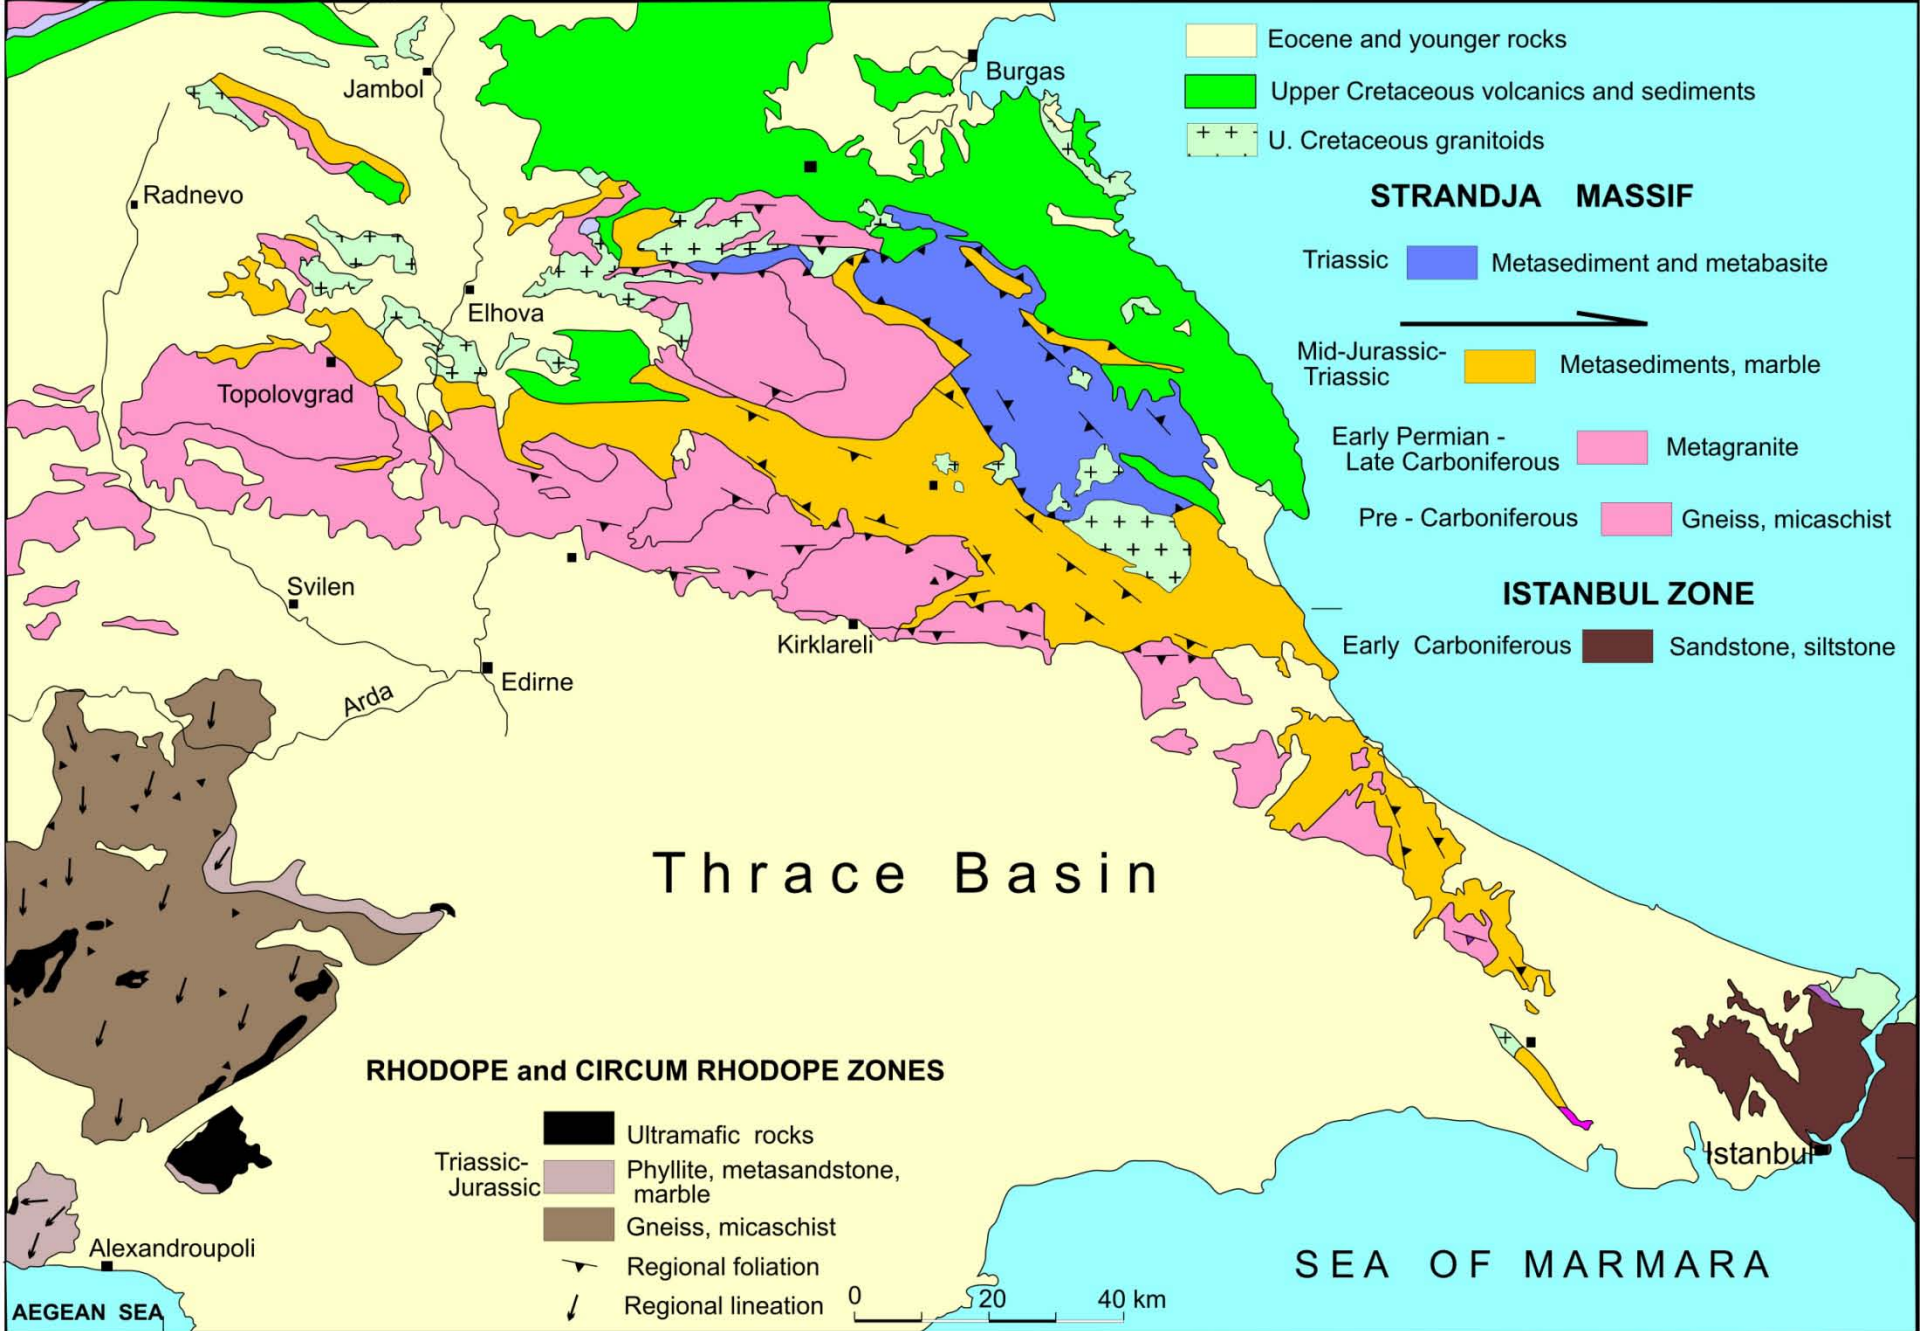 Burgas
Jambol
Radnevo
Elhova
Topolovgrad
Svilen
Edirne
Arda
Kirklareli
Thrace Basin
Istanbul
Alexandroupoli
AEGEAN SEA
SEA OF MARMARA
Eocene and younger rocks
Upper Cretaceous volcanics and sediments
U. Cretaceous granitoids
STRANDJA MASSIF
Triassic Metasediment and metabasite
Mid-Jurassic-
Triassic
Metasediments, marble
Early Permian -
Late Carboniferous
Metagranite
Pre - Carboniferous Gneiss, micaschist
ISTANBUL ZONE
Early Carboniferous Sandstone, siltstone
RHODOPE and CIRCUM RHODOPE ZONES
Ultramafic rocks
Triassic-
Jurassic
Phyllite, metasandstone,
marble
Gneiss, micaschist
Regional foliation
Regional lineation
0 20 40 km